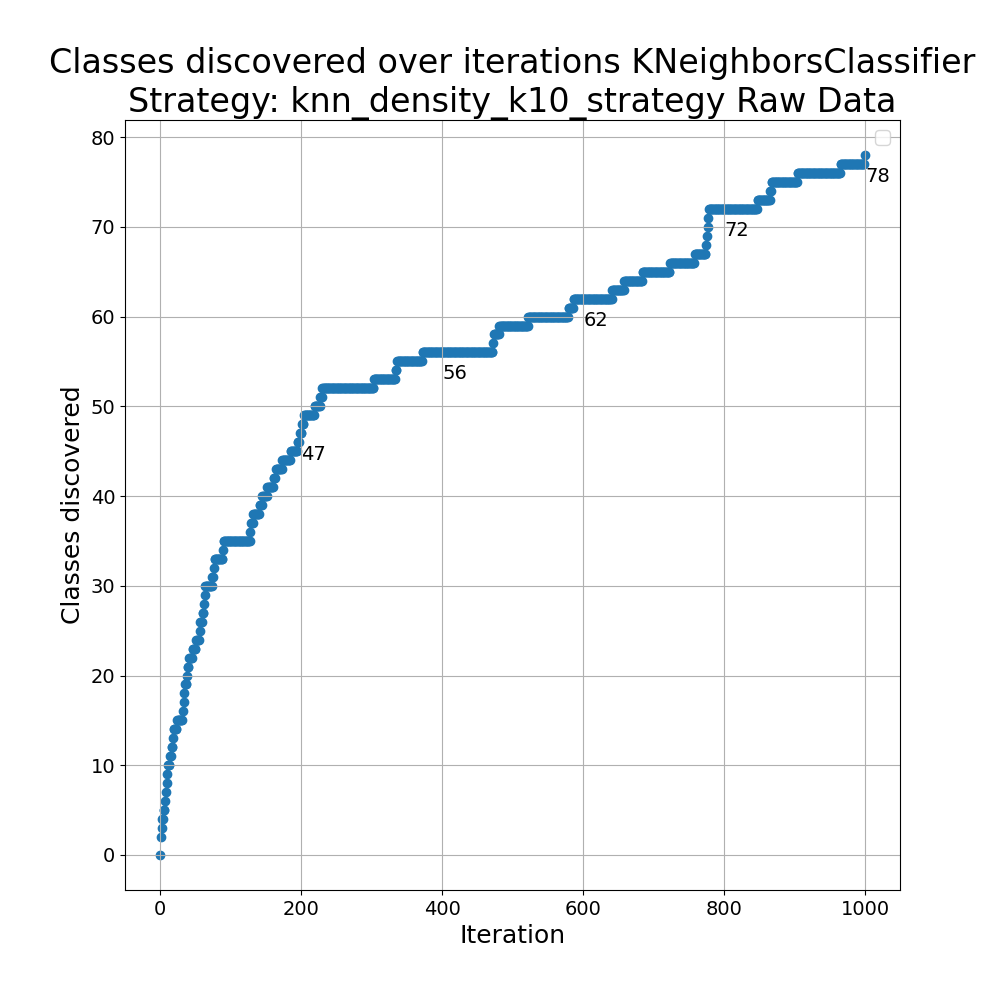 Classes discovered over iterations KNeighborsClassifier
Strategy: knn_density_k10_strategy Raw Data
80
70
60
50
40
30
20
10
0
Classes discovered
78
72
62
56
47
0 200 400 600 800 1000
Iteration